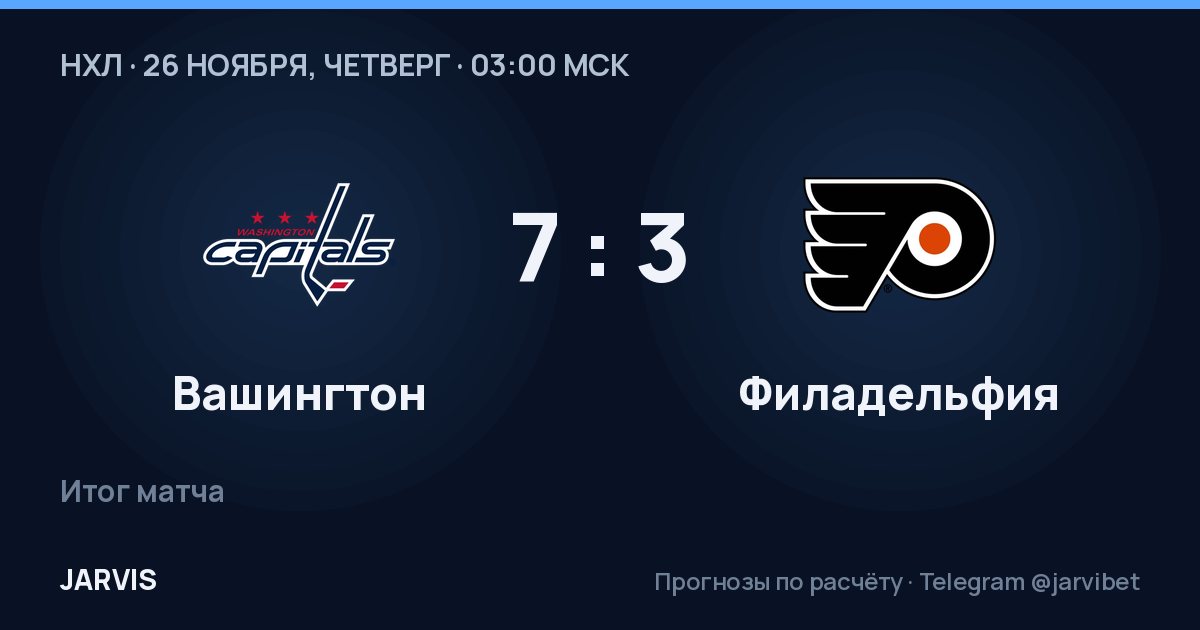 НХЛ · 26 НОЯБРЯ, ЧЕТВЕРГ · 03:00 МСК
WASHINGTON
capitals
7 : 3
Вашингтон
Филадельфия
Итог матча
JARVIS
Прогнозы по расчёту · Telegram @jarvibet